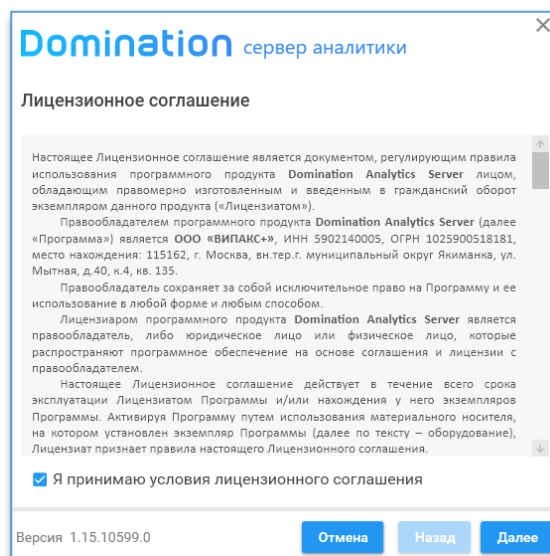 Domination сервер аналитики
Лицензионное соглашение
Настоящее Лицензионное соглашение является документом, регулирующим правила
использования программного продукта Domination Analytics Server лицом,
обладающим правомерно изготовленным и введенным в гражданский оборот
экземпляром данного продукта («Лицензиатом»).
Правообладателем программного продукта Domination Analytics Server (далее
«Программа») является ООО «ВИПАКС+», ИНН 5902140005, ОГРН 1025900518181,
место нахождения: 115162, г. Москва, вн.тер.г. муниципальный округ Якиманка, ул.
Мытная, д.40, к.4, кв. 135.
Правообладатель сохраняет за собой исключительное право на Программу и ее
использование в любой форме и любым способом.
Лицензиаром программного продукта Domination Analytics Server является
правообладатель, либо юридическое лицо или физическое лицо, которые
распространяют программное обеспечение на основе соглашения и лицензии с
правообладателем.
Настоящее Лицензионное соглашение действует в течение всего срока
эксплуатации Лицензиатом Программы и/или нахождения у него экземпляров
Программы. Активируя Программу путем использования материального носителя,
на котором установлен экземпляр Программы (далее по тексту – оборудование),
Лицензиат признает правила настоящего Лицензионного соглашения.
Я принимаю условия лицензионного соглашения
Версия 1.15.10599.0
Отмена
Назад
Далее